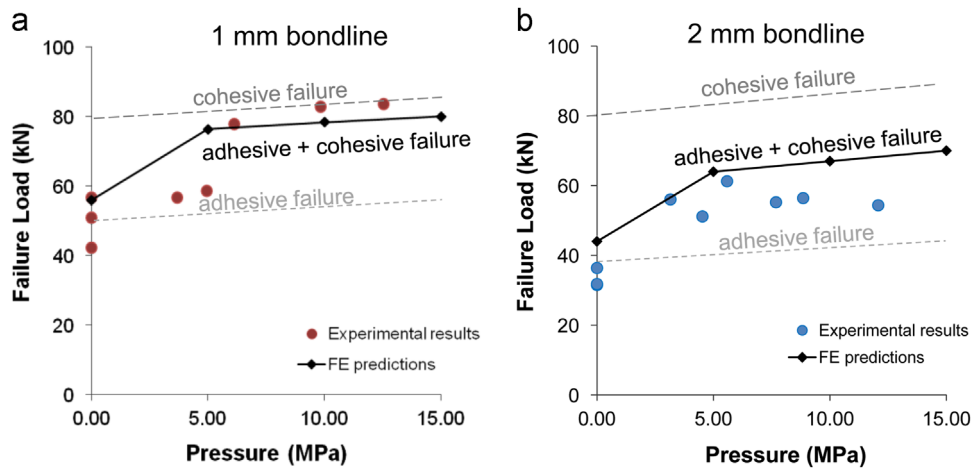 a
1 mm bondline
100
80
60
40
20
0
Failure Load (kN)
cohesive failure
adhesive + cohesive failure
adhesive failure
Experimental results
FE predictions
0.00 5.00 10.00 15.00
Pressure (MPa)
b
2 mm bondline
100
80
60
40
20
0
Failure Load (kN)
cohesive failure
adhesive + cohesive failure
adhesive failure
Experimental results
FE predictions
0.00 5.00 10.00 15.00
Pressure (MPa)